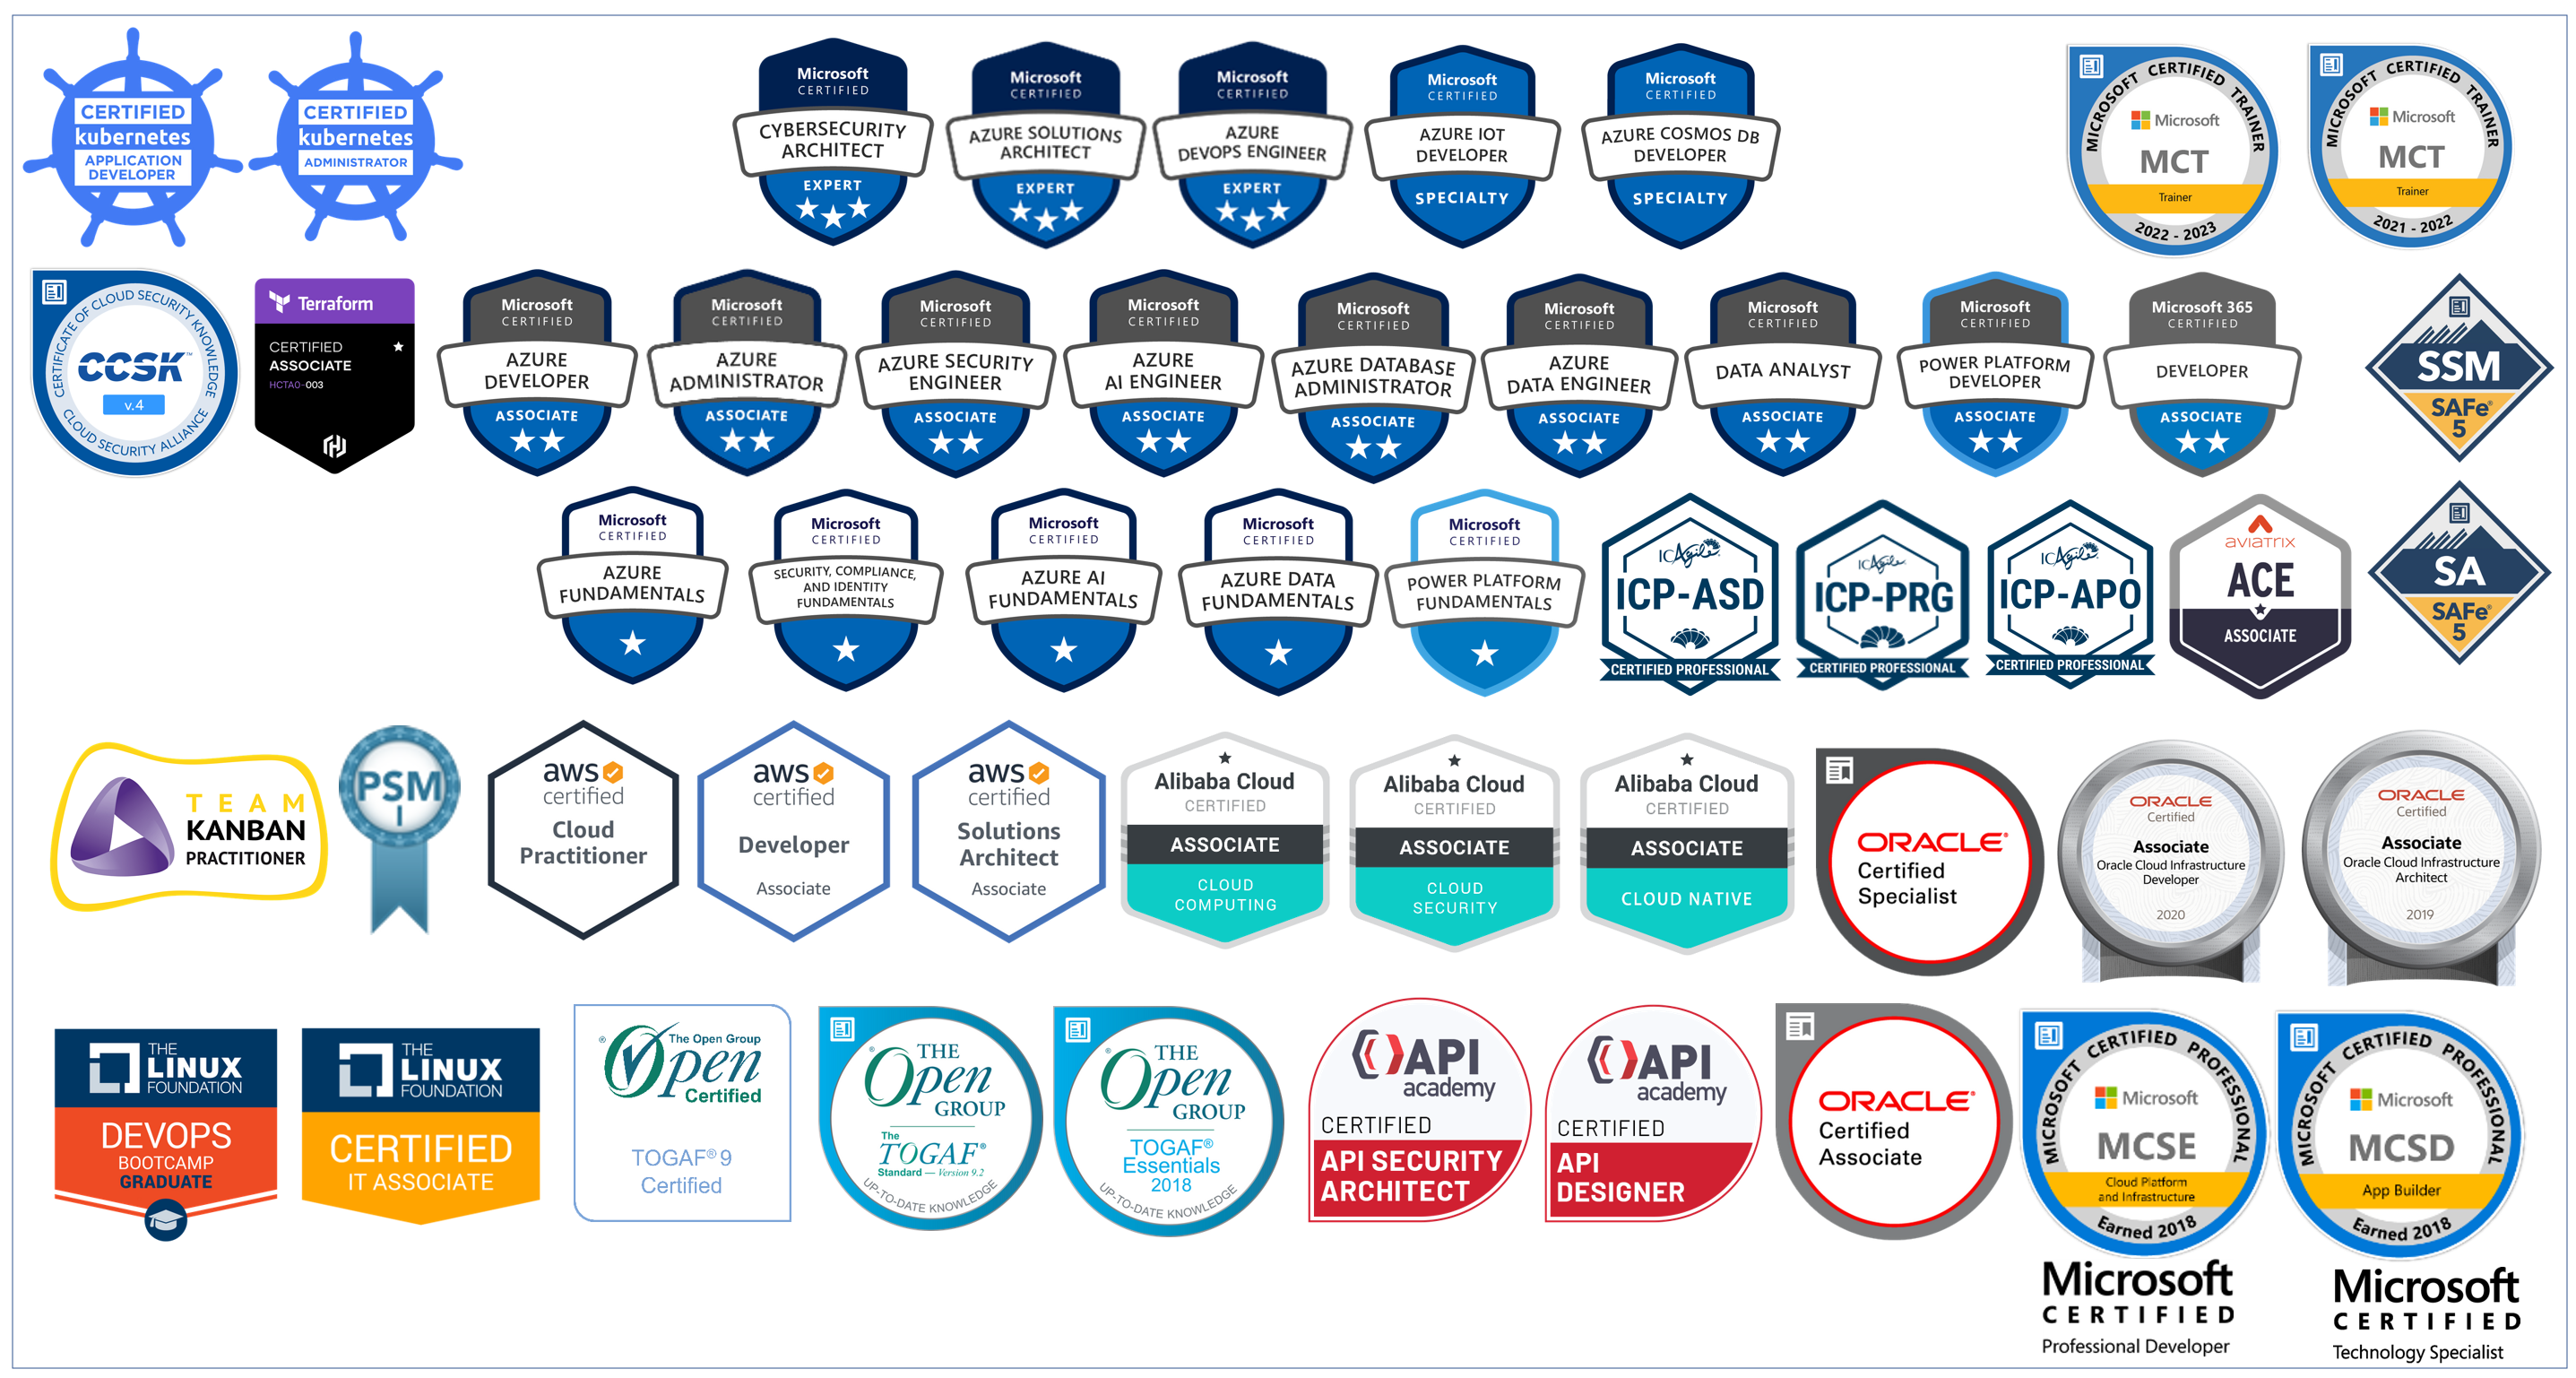 CERTIFIED
kubernetes
APPLICATION
DEVELOPER
CERTIFIED
kubernetes
ADMINISTRATOR
Microsoft
CERTIFIED
CYBERSECURITY
ARCHITECT
EXPERT
Microsoft
CERTIFIED
AZURE SOLUTIONS
ARCHITECT
EXPERT
Microsoft
CERTIFIED
AZURE
DEVOPS ENGINEER
EXPERT
Microsoft
CERTIFIED
AZURE IOT
DEVELOPER
SPECIALTY
Microsoft
CERTIFIED
AZURE COSMOS DB
DEVELOPER
SPECIALTY
MICROSOFT CERTIFIED TRAINER
Microsoft
MCT
Trainer
2022 - 2023
MICROSOFT CERTIFIED TRAINER
Microsoft
MCT
Trainer
2021 - 2022
CERTIFICATE OF CLOUD SECURITY KNOWLEDGE
CCSK™
v.4
CLOUD SECURITY ALLIANCE
Terraform
CERTIFIED
ASSOCIATE
HCTA0-003
Microsoft
CERTIFIED
AZURE
DEVELOPER
ASSOCIATE
Microsoft
CERTIFIED
AZURE
ADMINISTRATOR
ASSOCIATE
Microsoft
CERTIFIED
AZURE SECURITY
ENGINEER
ASSOCIATE
Microsoft
CERTIFIED
AZURE
AI ENGINEER
ASSOCIATE
Microsoft
CERTIFIED
AZURE DATABASE
ADMINISTRATOR
ASSOCIATE
Microsoft
CERTIFIED
AZURE
DATA ENGINEER
ASSOCIATE
Microsoft
CERTIFIED
DATA ANALYST
ASSOCIATE
Microsoft
CERTIFIED
POWER PLATFORM
DEVELOPER
ASSOCIATE
Microsoft 365
CERTIFIED
DEVELOPER
ASSOCIATE
SSM
SAFe®
5
Microsoft
CERTIFIED
AZURE
FUNDAMENTALS
Microsoft
CERTIFIED
SECURITY, COMPLIANCE,
AND IDENTITY
FUNDAMENTALS
Microsoft
CERTIFIED
AZURE AI
FUNDAMENTALS
Microsoft
CERTIFIED
AZURE DATA
FUNDAMENTALS
Microsoft
CERTIFIED
POWER PLATFORM
FUNDAMENTALS
ICAgile
ICP-ASD
CERTIFIED PROFESSIONAL
ICAgile
ICP-PRG
CERTIFIED PROFESSIONAL
ICAgile
ICP-APO
CERTIFIED PROFESSIONAL
aviatrix
ACE
ASSOCIATE
SA
SAFe®
5
TEAM
KANBAN
PRACTITIONER
PSM
I
aws
certified
Cloud
Practitioner
aws
certified
Developer
Associate
aws
certified
Solutions
Architect
Associate
Alibaba Cloud
CERTIFIED
ASSOCIATE
CLOUD
COMPUTING
Alibaba Cloud
CERTIFIED
ASSOCIATE
CLOUD
SECURITY
Alibaba Cloud
CERTIFIED
ASSOCIATE
CLOUD NATIVE
ORACLE®
Certified
Specialist
ORACLE
Certified
Associate
Oracle Cloud Infrastructure
Developer
2020
ORACLE
Certified
Associate
Oracle Cloud Infrastructure
Architect
2019
THE
LINUX
FOUNDATION
DEVOPS
BOOTCAMP
GRADUATE
THE
LINUX
FOUNDATION
CERTIFIED
IT ASSOCIATE
The Open Group
®Open
Certified
TOGAF® 9
Certified
THE
®Open
GROUP
The
TOGAF®
Standard — Version 9.2
UP-TO-DATE KNOWLEDGE
THE
®Open
GROUP
TOGAF®
Essentials
2018
UP-TO-DATE KNOWLEDGE
API
academy
CERTIFIED
API SECURITY
ARCHITECT
API
academy
CERTIFIED
API
DESIGNER
ORACLE®
Certified
Associate
MICROSOFT CERTIFIED PROFESSIONAL
Microsoft
MCSE
Cloud Platform
and Infrastructure
Earned 2018
MICROSOFT CERTIFIED PROFESSIONAL
Microsoft
MCSD
App Builder
Earned 2018
Microsoft
CERTIFIED
Professional Developer
Microsoft
CERTIFIED
Technology Specialist